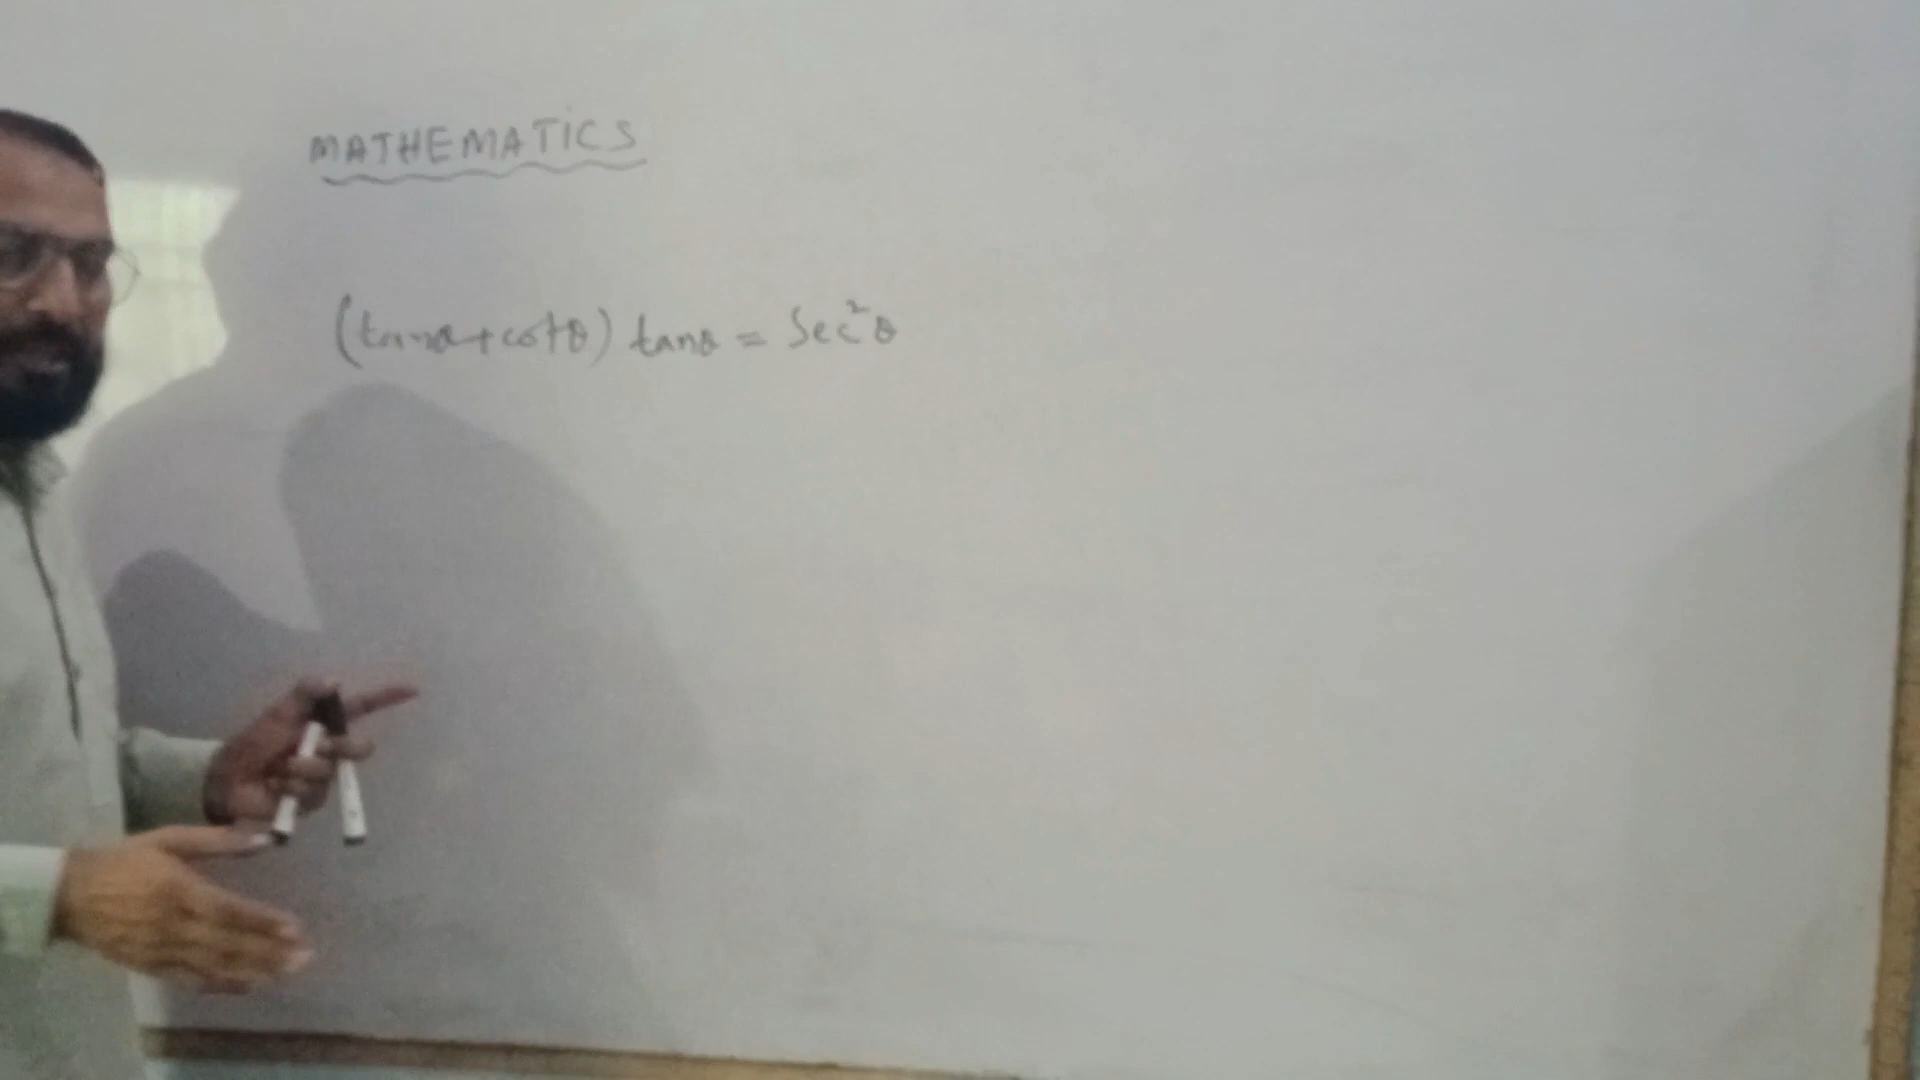 MATHEMATICS
(tanθ+cotθ) tanθ = Sec²θ